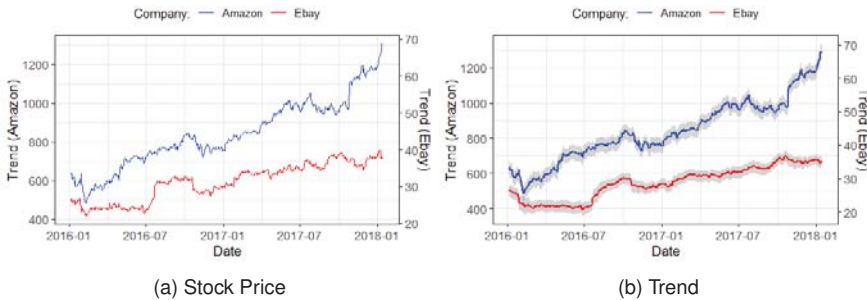 Company: Amazon Ebay
1200
1000
800
600
400
70
60
50
40
30
20
Trend (Amazon)
Trend (Ebay)
2016-01 2016-07 2017-01 2017-07 2018-01
Date
(a) Stock Price
Company: Amazon Ebay
1200
1000
800
600
400
70
60
50
40
30
20
Trend (Amazon)
Trend (Ebay)
2016-01 2016-07 2017-01 2017-07 2018-01
Date
(b) Trend